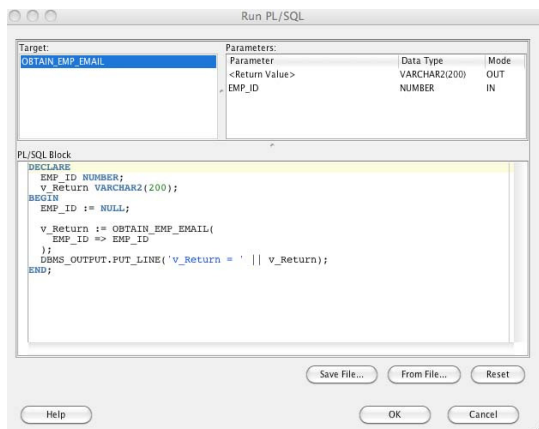 Run PL/SQL
Target:
OBTAIN_EMP_EMAIL
Parameters:
Parameter Data Type Mode
<Return Value> VARCHAR2(200) OUT
EMP_ID NUMBER IN
PL/SQL Block
DECLARE
EMP_ID NUMBER;
v_Return VARCHAR2(200);
BEGIN
EMP_ID := NULL;
v_Return := OBTAIN_EMP_EMAIL(
EMP_ID => EMP_ID
);
DBMS_OUTPUT.PUT_LINE('v_Return = ' || v_Return);
END;
Save File... From File... Reset
Help OK Cancel